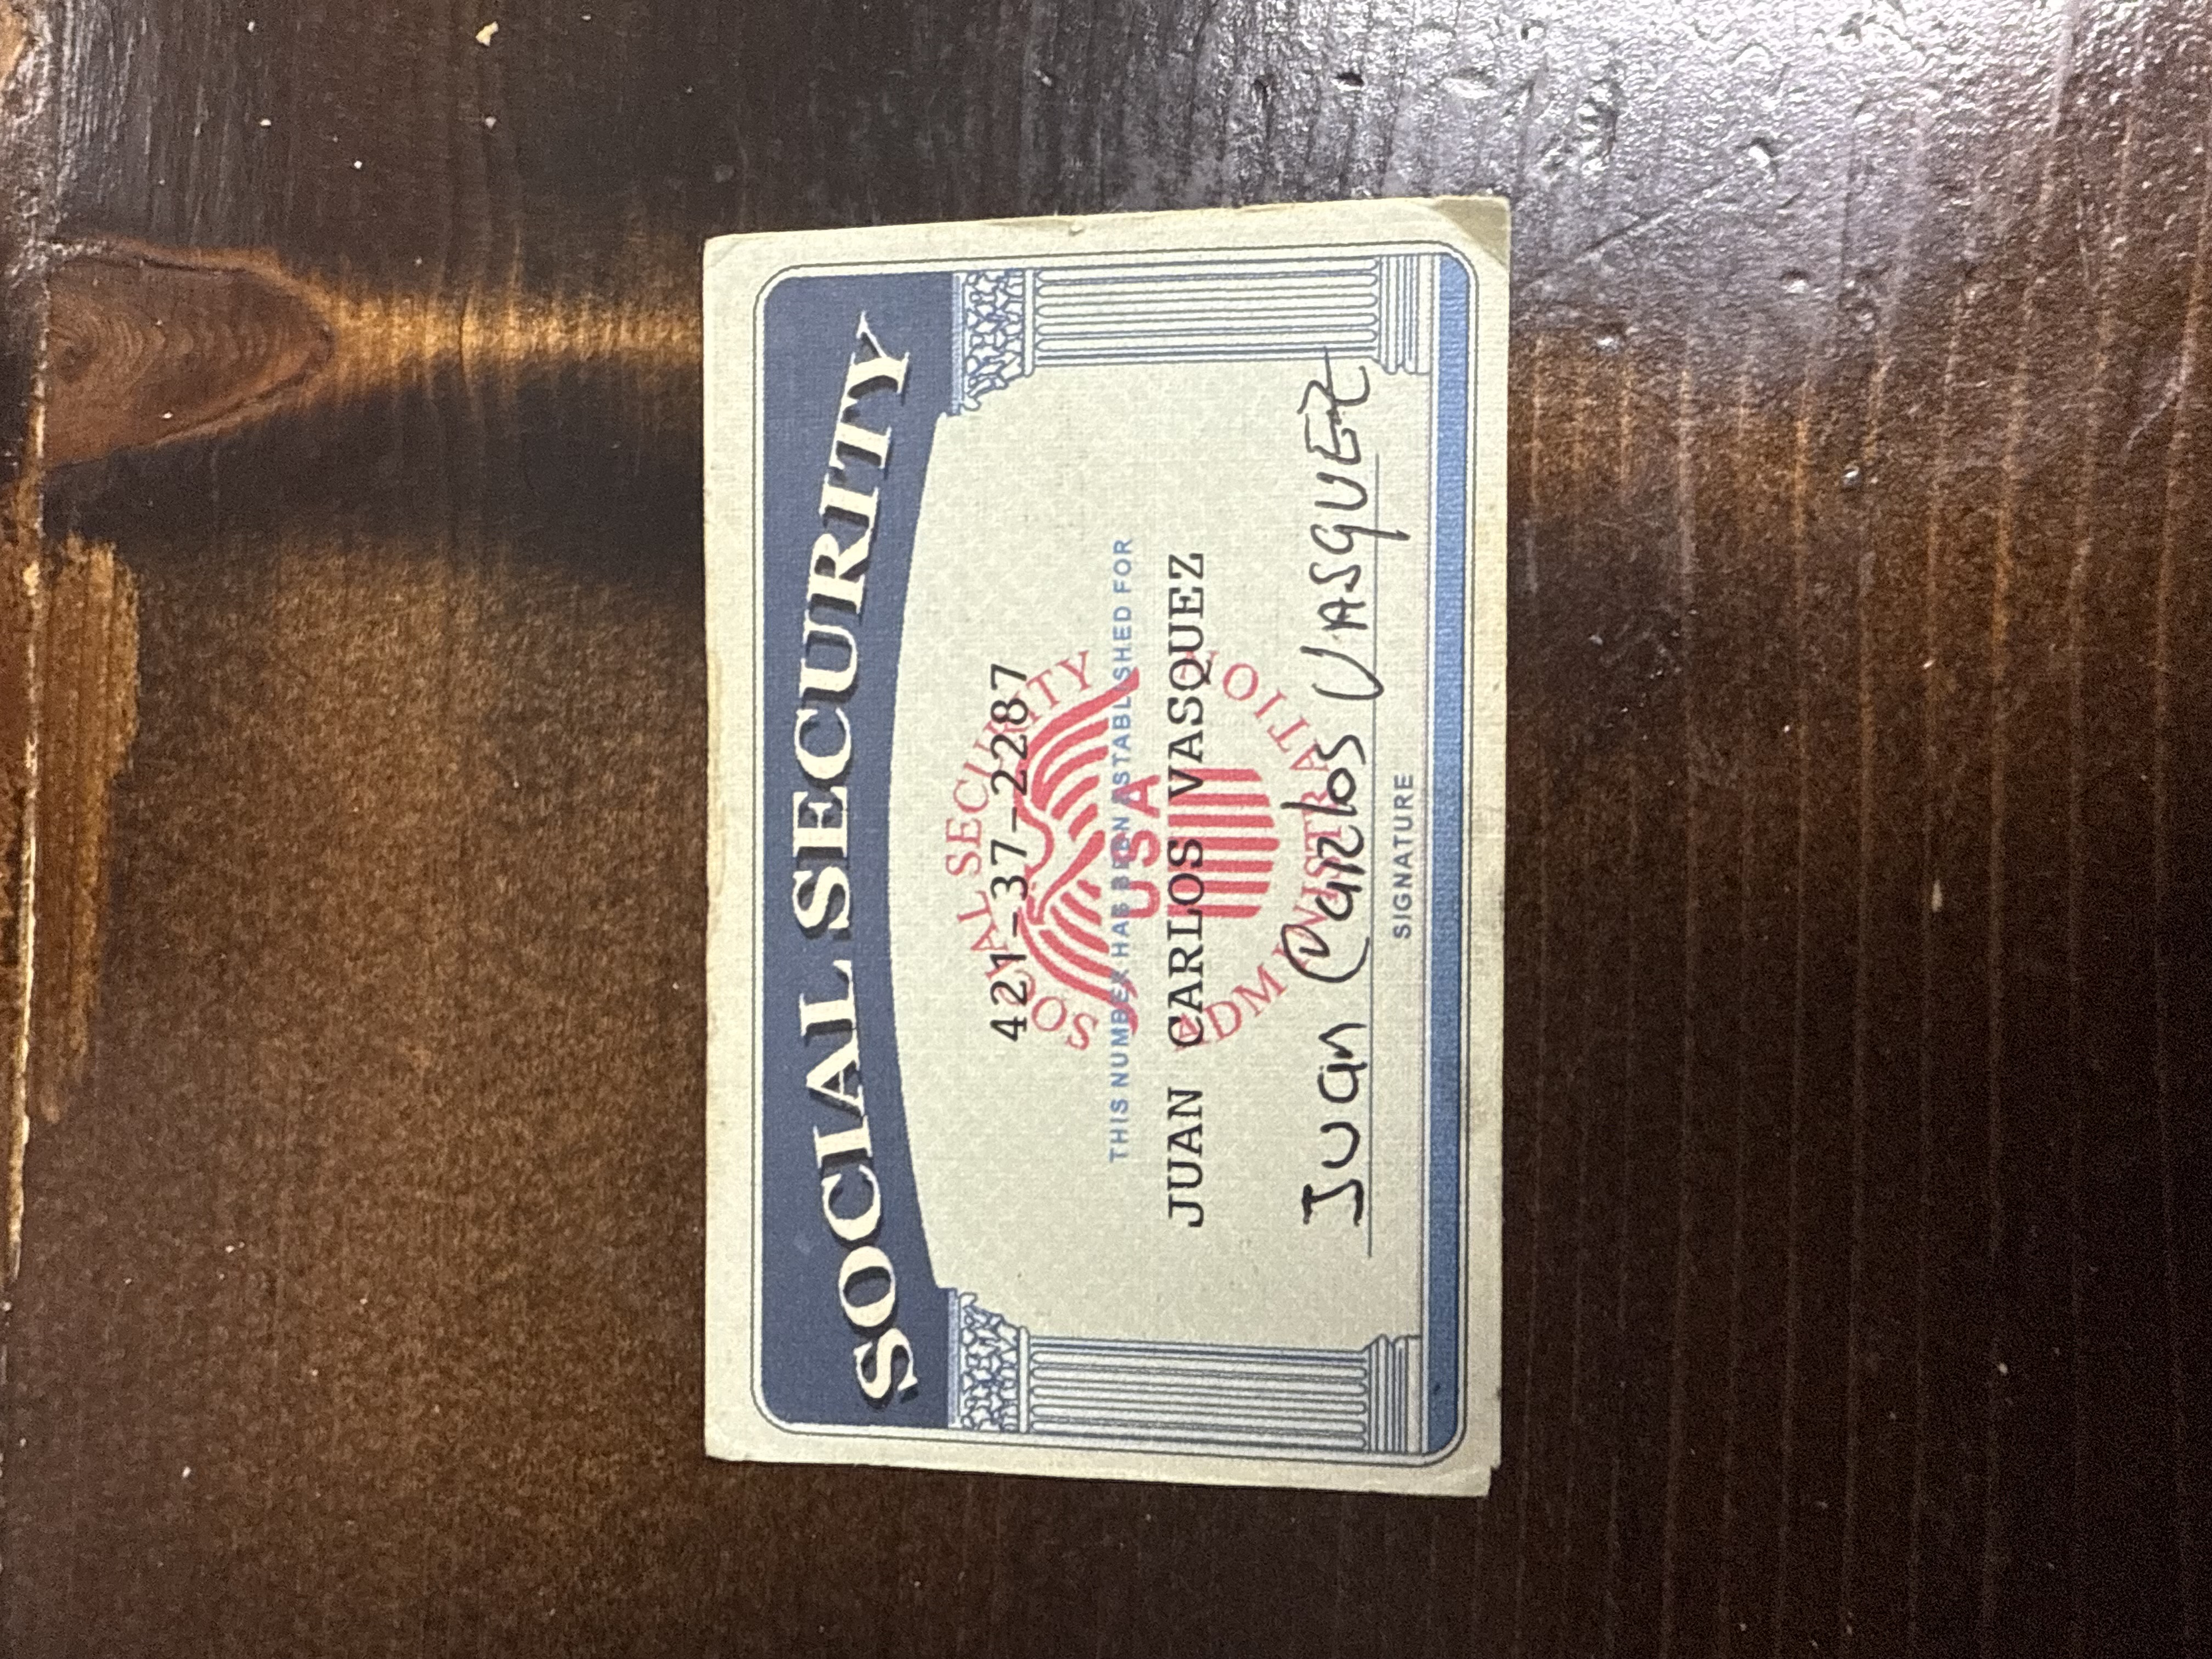 SOCIAL SECURITY
SOCIAL SECURITY ADMINISTRATION
USA
THIS NUMBER HAS BEEN ESTABLISHED FOR
JUAN CARLOS VASQUEZ
Juan Carlos VASQUEZ
SIGNATURE